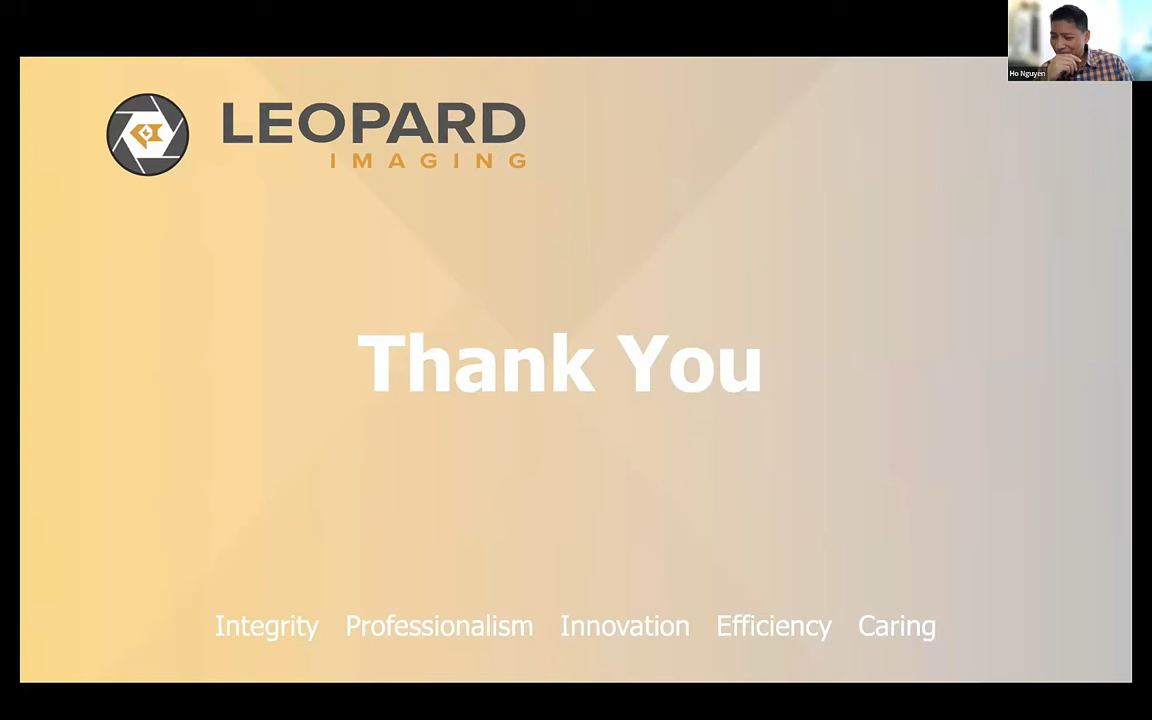 Ho Nguyen
LEOPARD
IMAGING
Thank You
Integrity Professionalism Innovation Efficiency Caring